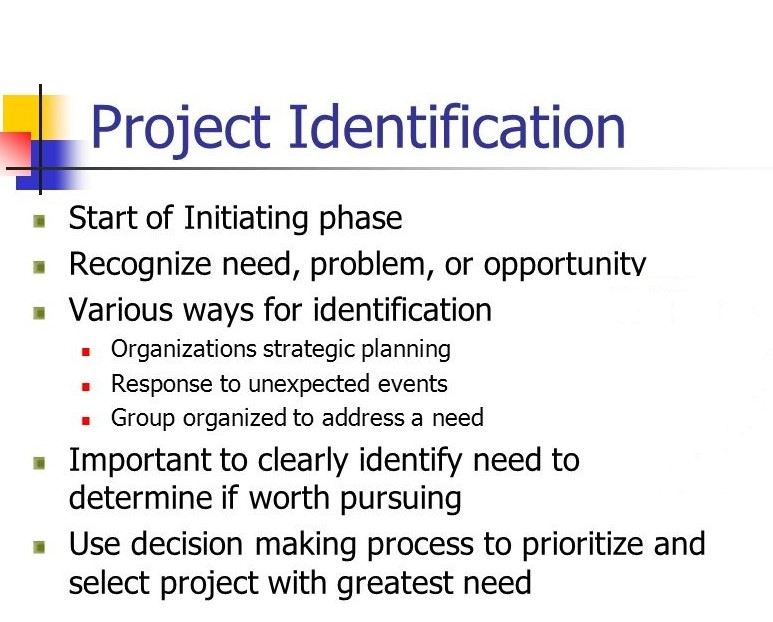 Project Identification
Start of Initiating phase
Recognize need, problem, or opportunity
Various ways for identification
Organizations strategic planning
Response to unexpected events
Group organized to address a need
Important to clearly identify need to
determine if worth pursuing
Use decision making process to prioritize and
select project with greatest need